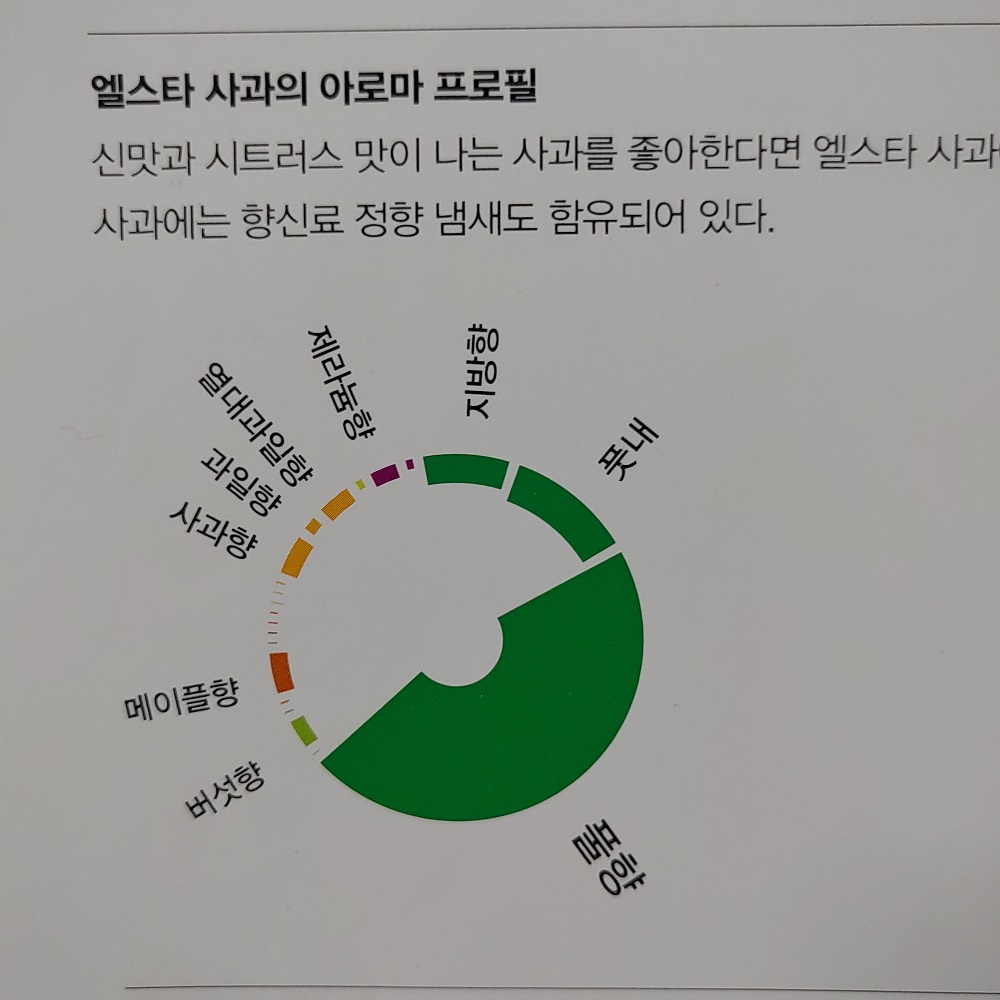 엘스타 사과의 아로마 프로필
신맛과 시트러스 맛이 나는 사과를 좋아한다면 엘스타 사과
사과에는 향신료 정향 냄새도 함유되어 있다.
지방향
제라늄향
풋내
열대과일향
과일향
사과향
메이플향
버섯향
풀향